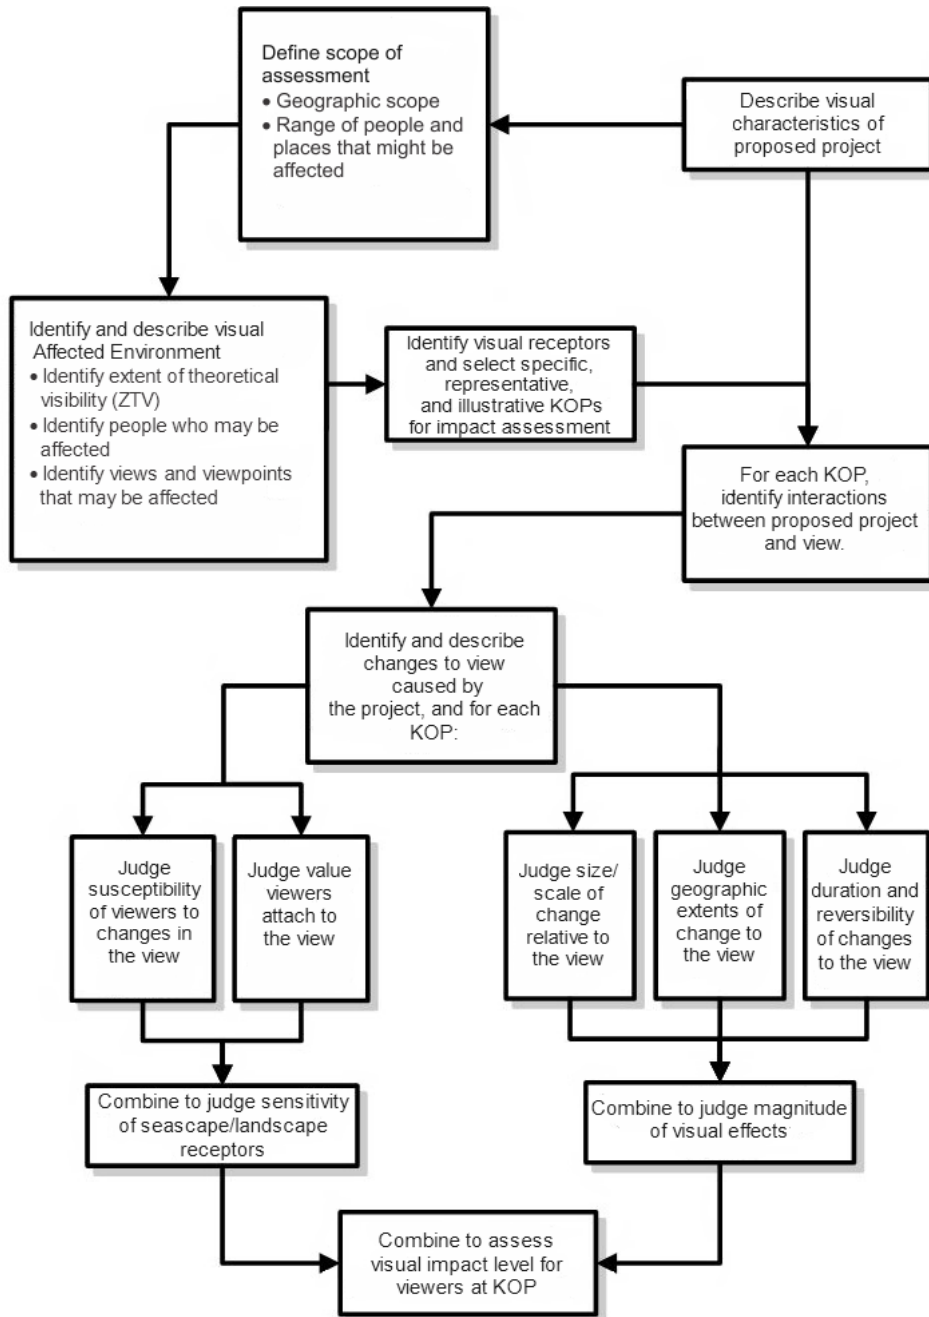 Define scope of
assessment
• Geographic scope
• Range of people and
places that might be
affected
Describe visual
characteristics of
proposed project
Identify and describe visual
Affected Environment
• Identify extent of theoretical
visibility (ZTV)
• Identify people who may be
affected
• Identify views and viewpoints
that may be affected
Identify visual receptors
and select specific,
representative,
and illustrative KOPs
for impact assessment
For each KOP,
identify interactions
between proposed project
and view.
Identify and describe
changes to view
caused by
the project, and for each
KOP:
Judge
susceptibility
of viewers to
changes in
the view
Judge value
viewers
attach to
the view
Judge size/
scale of
change
relative to
the view
Judge
geographic
extents of
change to
the view
Judge
duration and
reversibility
of changes
to the view
Combine to judge sensitivity
of seascape/landscape
receptors
Combine to judge magnitude
of visual effects
Combine to assess
visual impact level for
viewers at KOP